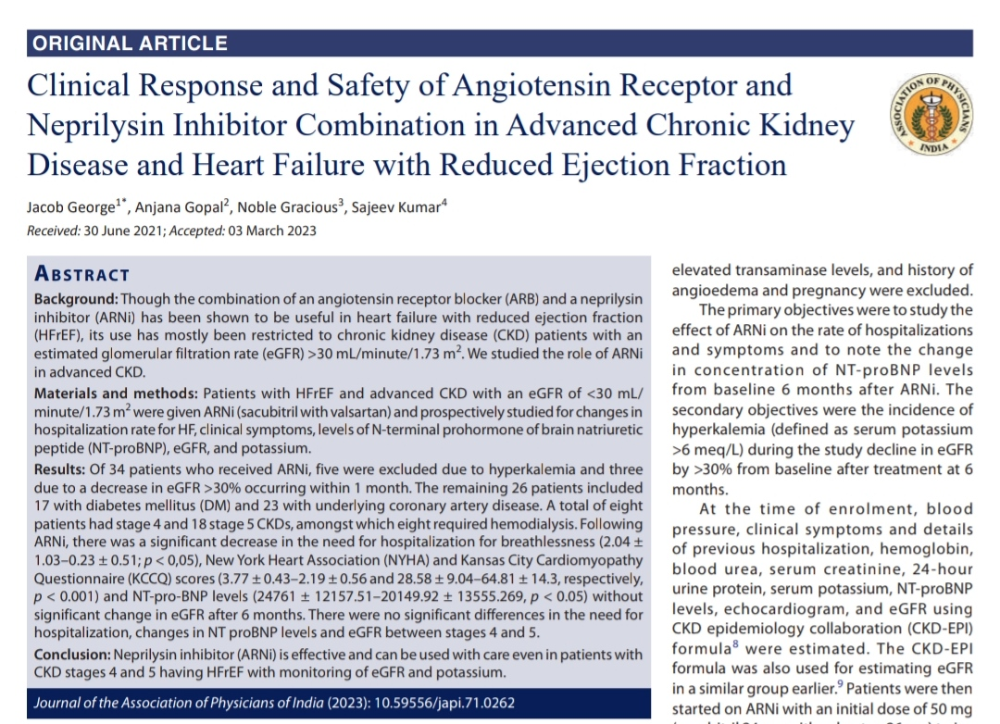 ORIGINAL ARTICLE
Clinical Response and Safety of Angiotensin Receptor and
Neprilysin Inhibitor Combination in Advanced Chronic Kidney
Disease and Heart Failure with Reduced Ejection Fraction
ASSOCIATION OF PHYSICIANS
INDIA
Jacob George1*, Anjana Gopal2, Noble Gracious3, Sajeev Kumar4
Received: 30 June 2021; Accepted: 03 March 2023
ABSTRACT
Background: Though the combination of an angiotensin receptor blocker (ARB) and a neprilysin
inhibitor (ARNi) has been shown to be useful in heart failure with reduced ejection fraction
(HFrEF), its use has mostly been restricted to chronic kidney disease (CKD) patients with an
estimated glomerular filtration rate (eGFR) >30 mL/minute/1.73 m2. We studied the role of ARNi
in advanced CKD.
Materials and methods: Patients with HFrEF and advanced CKD with an eGFR of <30 mL/
minute/1.73 m2 were given ARNi (sacubitril with valsartan) and prospectively studied for changes in
hospitalization rate for HF, clinical symptoms, levels of N-terminal prohormone of brain natriuretic
peptide (NT-proBNP), eGFR, and potassium.
Results: Of 34 patients who received ARNi, five were excluded due to hyperkalemia and three
due to a decrease in eGFR >30% occurring within 1 month. The remaining 26 patients included
17 with diabetes mellitus (DM) and 23 with underlying coronary artery disease. A total of eight
patients had stage 4 and 18 stage 5 CKDs, amongst which eight required hemodialysis. Following
ARNi, there was a significant decrease in the need for hospitalization for breathlessness (2.04 ±
1.03–0.23 ± 0.51; p < 0,05), New York Heart Association (NYHA) and Kansas City Cardiomyopathy
Questionnaire (KCCQ) scores (3.77 ± 0.43–2.19 ± 0.56 and 28.58 ± 9.04–64.81 ± 14.3, respectively,
p < 0.001) and NT-pro-BNP levels (24761 ± 12157.51–20149.92 ± 13555.269, p < 0.05) without
significant change in eGFR after 6 months. There were no significant differences in the need for
hospitalization, changes in NT proBNP levels and eGFR between stages 4 and 5.
Conclusion: Neprilysin inhibitor (ARNi) is effective and can be used with care even in patients with
CKD stages 4 and 5 having HFrEF with monitoring of eGFR and potassium.
Journal of the Association of Physicians of India (2023): 10.59556/japi.71.0262
elevated transaminase levels, and history of
angioedema and pregnancy were excluded.
The primary objectives were to study the
effect of ARNi on the rate of hospitalizations
and symptoms and to note the change
in concentration of NT-proBNP levels
from baseline 6 months after ARNi. The
secondary objectives were the incidence of
hyperkalemia (defined as serum potassium
>6 meq/L) during the study decline in eGFR
by >30% from baseline after treatment at 6
months.
At the time of enrolment, blood
pressure, clinical symptoms and details
of previous hospitalization, hemoglobin,
blood urea, serum creatinine, 24-hour
urine protein, serum potassium, NT-proBNP
levels, echocardiogram, and eGFR using
CKD epidemiology collaboration (CKD-EPI)
formula8 were estimated. The CKD-EPI
formula was also used for estimating eGFR
in a similar group earlier.9 Patients were then
started on ARNi with an initial dose of 50 mg